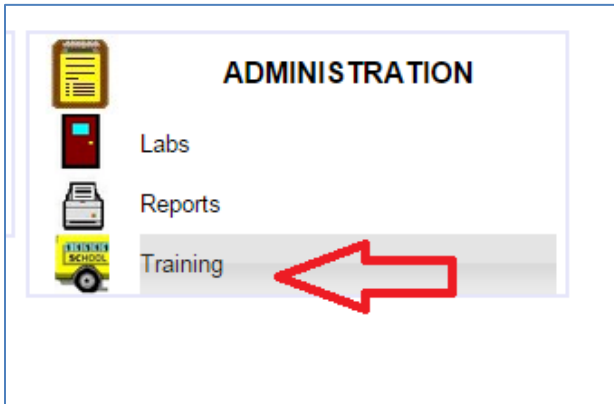 ADMINISTRATION
Labs
Reports
SCHOOL
Training